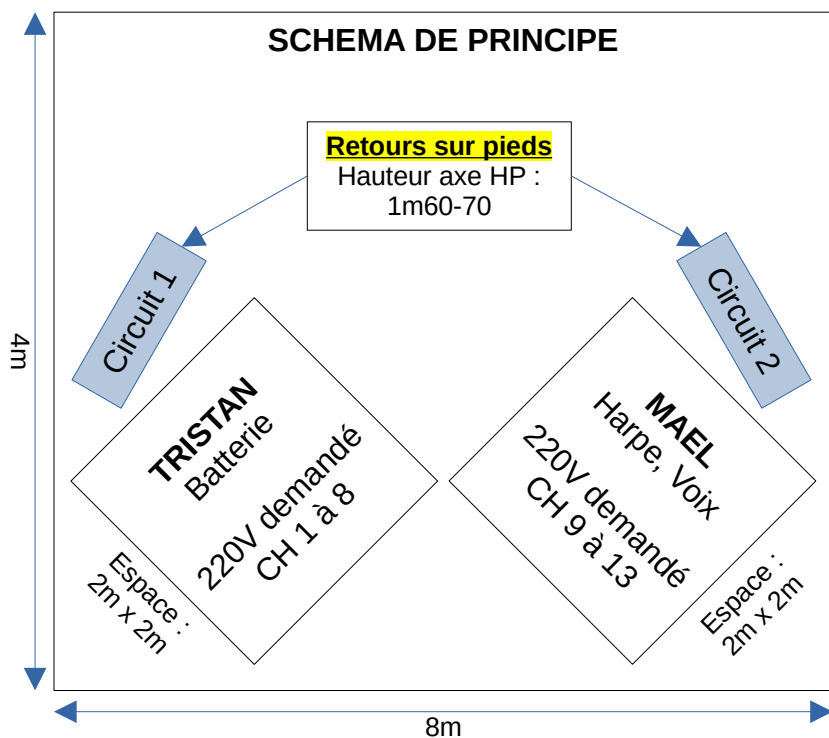 SCHEMA DE PRINCIPE
Retours sur pieds
Hauteur axe HP :
1m60-70
Circuit 1
Circuit 2
4m
TRISTAN
Batterie
220V demandé
CH 1 à 8
Espace :
2m x 2m
MAEL
Harpe, Voix
220V demandé
CH 9 à 13
Espace :
2m x 2m
8m